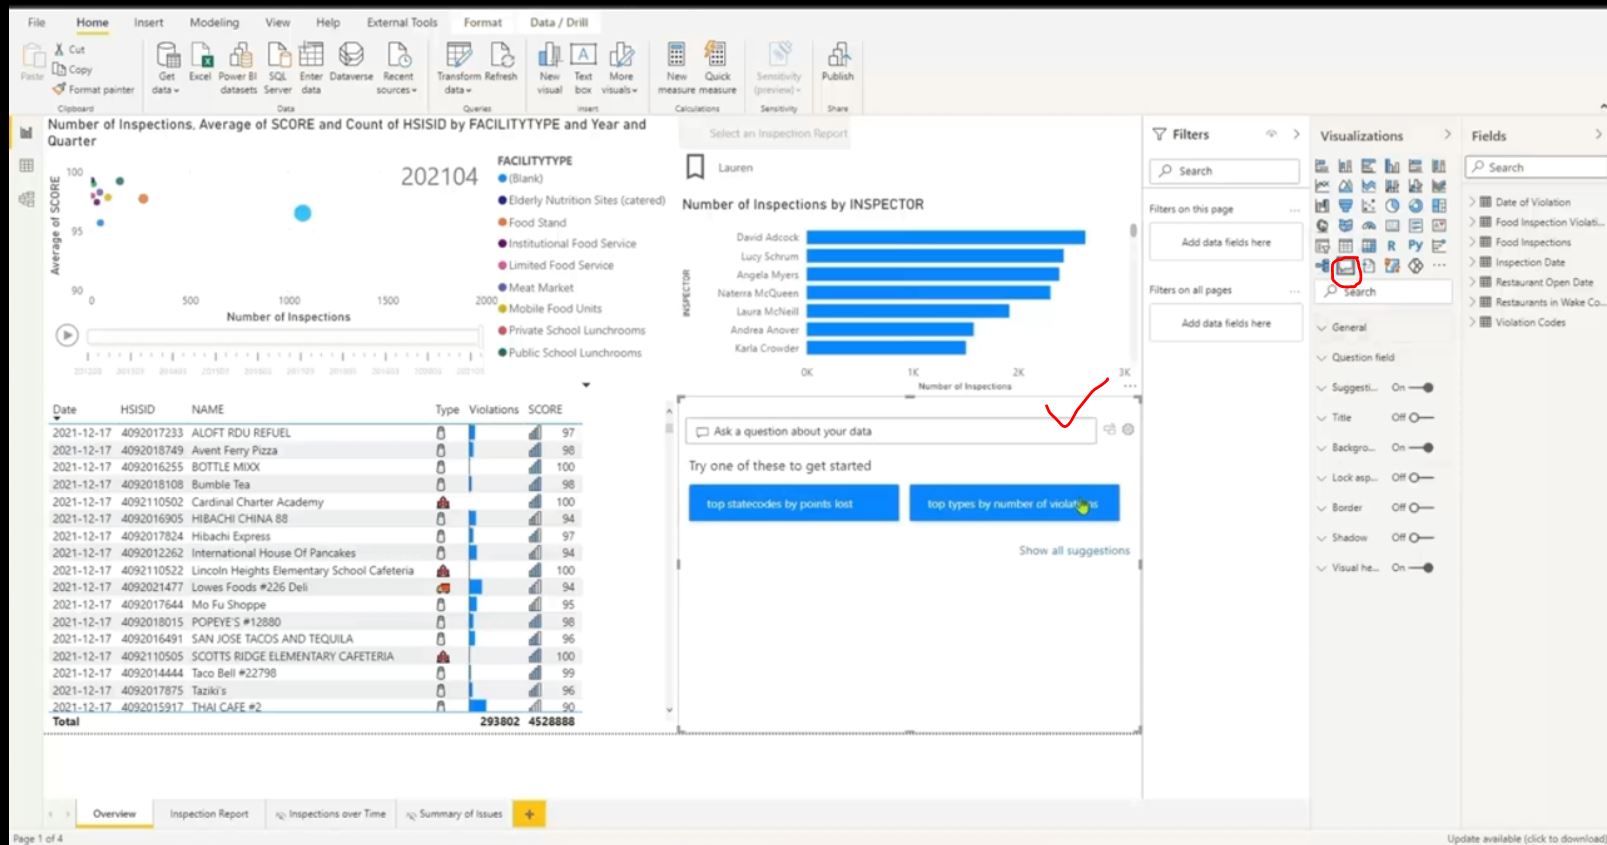 File Home Insert Modeling View Help External Tools Format Data / Drill
Paste
Cut
Copy
Format painter
Clipboard
Get data
Excel
Power BI datasets
SQL Server
Enter data
Dataverse
Recent sources
Data
Transform data
Refresh
Queries
New visual
Text box
More visuals
Insert
New measure
Quick measure
Calculations
Sensitivity (preview)
Sensitivity
Publish
Share
Number of Inspections, Average of SCORE and Count of HSISID by FACILITYTYPE and Year and
Quarter
Average of SCORE
100
95
90
0 500 1000 1500 2000
Number of Inspections
202104
FACILITYTYPE
(Blank)
Elderly Nutrition Sites (catered)
Food Stand
Institutional Food Service
Limited Food Service
Meat Market
Mobile Food Units
Private School Lunchrooms
Public School Lunchrooms
Select an Inspection Report
Lauren
Number of Inspections by INSPECTOR
INSPECTOR
David Adcock
Lucy Schrum
Angela Myers
Naterra McQueen
Laura McNeill
Andrea Anover
Karla Crowder
0K 1K 2K 3K
Number of Inspections
Date HSISID NAME Type Violations SCORE
2021-12-17 4092017233 ALOFT RDU REFUEL 97
2021-12-17 4092018749 Avent Ferry Pizza 98
2021-12-17 4092016255 BOTTLE MIXX 100
2021-12-17 4092018108 Bumble Tea 98
2021-12-17 4092110502 Cardinal Charter Academy 100
2021-12-17 4092016905 HIBACHI CHINA 88 94
2021-12-17 4092017824 Hibachi Express 97
2021-12-17 4092012262 International House Of Pancakes 94
2021-12-17 4092110522 Lincoln Heights Elementary School Cafeteria 100
2021-12-17 4092021477 Lowes Foods #226 Deli 94
2021-12-17 4092017644 Mo Fu Shoppe 95
2021-12-17 4092018015 POPEYE'S #12880 98
2021-12-17 4092016491 SAN JOSE TACOS AND TEQUILA 96
2021-12-17 4092110505 SCOTTS RIDGE ELEMENTARY CAFETERIA 100
2021-12-17 4092014444 Taco Bell #22798 99
2021-12-17 4092017875 Taziki's 96
2021-12-17 4092015917 THAI CAFE #2 90
Total 293802 4528888
Ask a question about your data
Try one of these to get started
top statecodes by points lost
top types by number of violations
Show all suggestions
Filters
Search
Filters on this page ...
Add data fields here
Filters on all pages ...
Add data fields here
Visualizations
R Py
Search
General
Question field
Suggesti... On
Title Off
Backgro... On
Lock asp... Off
Border Off
Shadow Off
Visual he... On
Fields
Search
Date of Violation
Food Inspection Violati...
Food Inspections
Inspection Date
Restaurant Open Date
Restaurants in Wake Co...
Violation Codes
Overview Inspection Report Inspections over Time Summary of Issues +
Page 1 of 4
Update available (click to download)